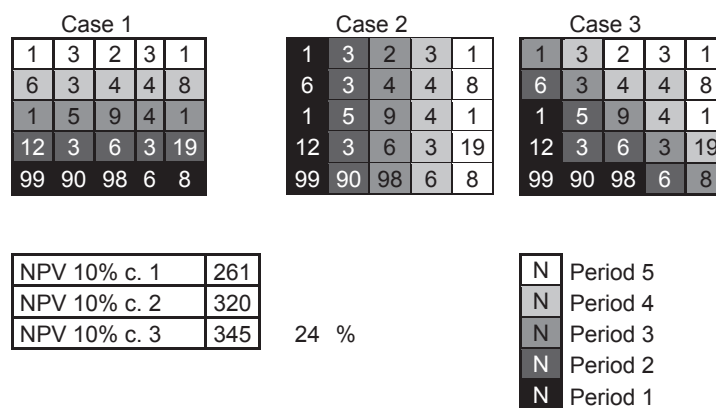 Case 1 Case 2 Case 3
1 3 2 3 1 1 3 2 3 1 1 3 2 3 1
6 3 4 4 8 6 3 4 4 8 6 3 4 4 8
1 5 9 4 1 1 5 9 4 1 1 5 9 4 1
12 3 6 3 19 12 3 6 3 19 12 3 6 3 19
99 90 98 6 8 99 90 98 6 8 99 90 98 6 8
NPV 10% c. 1 261 N Period 5
NPV 10% c. 2 320 N Period 4
NPV 10% c. 3 345 24 % N Period 3
N Period 2
N Period 1